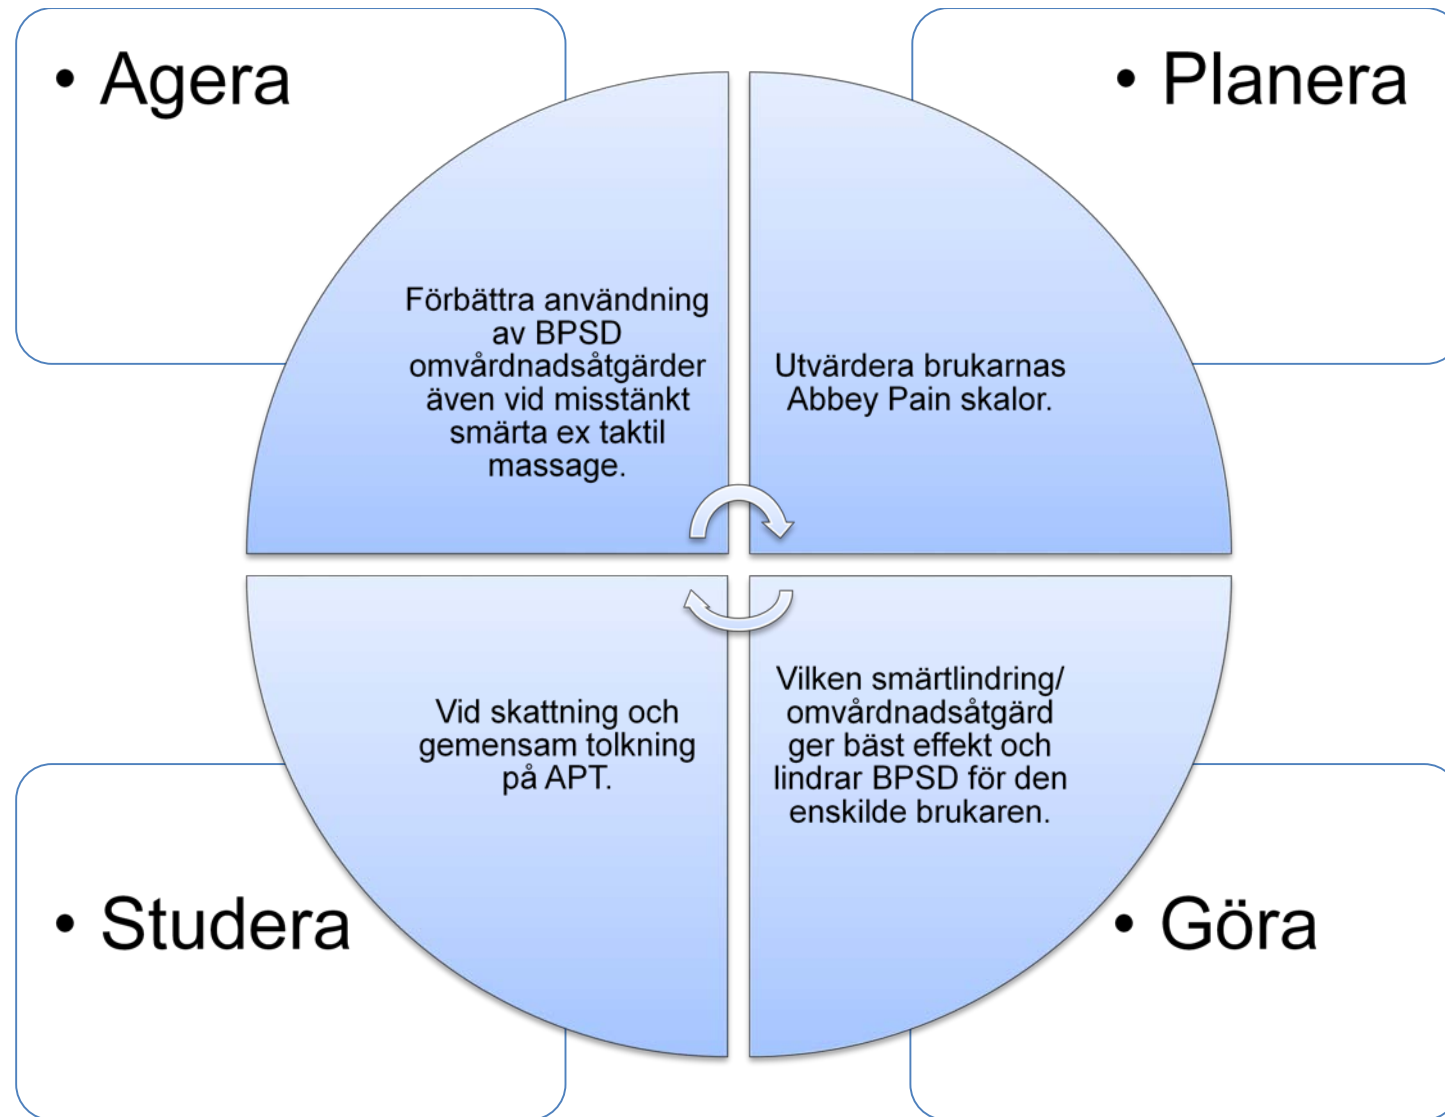 • Agera
Förbättra användning
av BPSD
omvårdnadsåtgärder
även vid misstänkt
smärta ex taktil
massage.
• Planera
Utvärdera brukarnas
Abbey Pain skalor.
• Studera
Vid skattning och
gemensam tolkning
på APT.
• Göra
Vilken smärtlindring/
omvårdnadsåtgärd
ger bäst effekt och
lindrar BPSD för den
enskilde brukaren.